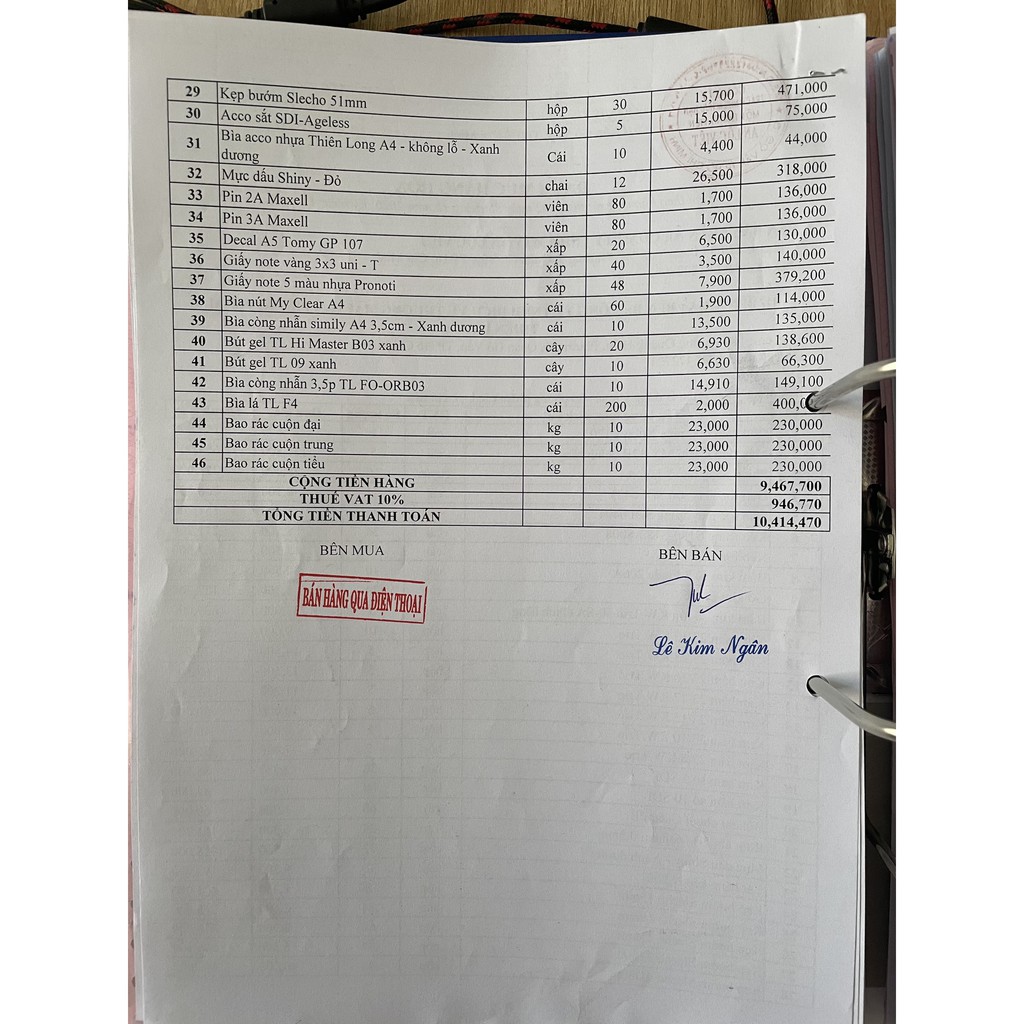 29 Kẹp bướm Slecho 51mm hộp 30 15,700 471,000
30 Acco sắt SDI-Ageless hộp 5 15,000 75,000
31 Bìa acco nhựa Thiên Long A4 - không lỗ - Xanh
dương Cái 10 4,400 44,000
32 Mực dấu Shiny - Đỏ chai 12 26,500 318,000
33 Pin 2A Maxell viên 80 1,700 136,000
34 Pin 3A Maxell viên 80 1,700 136,000
35 Decal A5 Tomy GP 107 xấp 20 6,500 130,000
36 Giấy note vàng 3x3 uni - T xấp 40 3,500 140,000
37 Giấy note 5 màu nhựa Pronoti xấp 48 7,900 379,200
38 Bìa nút My Clear A4 cái 60 1,900 114,000
39 Bìa còng nhẫn simily A4 3,5cm - Xanh dương cái 10 13,500 135,000
40 Bút gel TL Hi Master B03 xanh cây 20 6,930 138,600
41 Bút gel TL 09 xanh cây 10 6,630 66,300
42 Bìa còng nhẫn 3,5p TL FO-ORB03 cái 10 14,910 149,100
43 Bìa lá TL F4 cái 200 2,000
44 Bao rác cuộn đại kg 10 23,000 230,000
45 Bao rác cuộn trung kg 10 23,000 230,000
46 Bao rác cuộn tiểu kg 10 23,000 230,000
CỘNG TIỀN HÀNG 9,467,700
THUẾ VAT 10% 946,770
TỔNG TIỀN THANH TOÁN 10,414,470
BÊN MUA BÊN BÁN
BÁN HÀNG QUA ĐIỆN THOẠI
Lê Kim Ngân